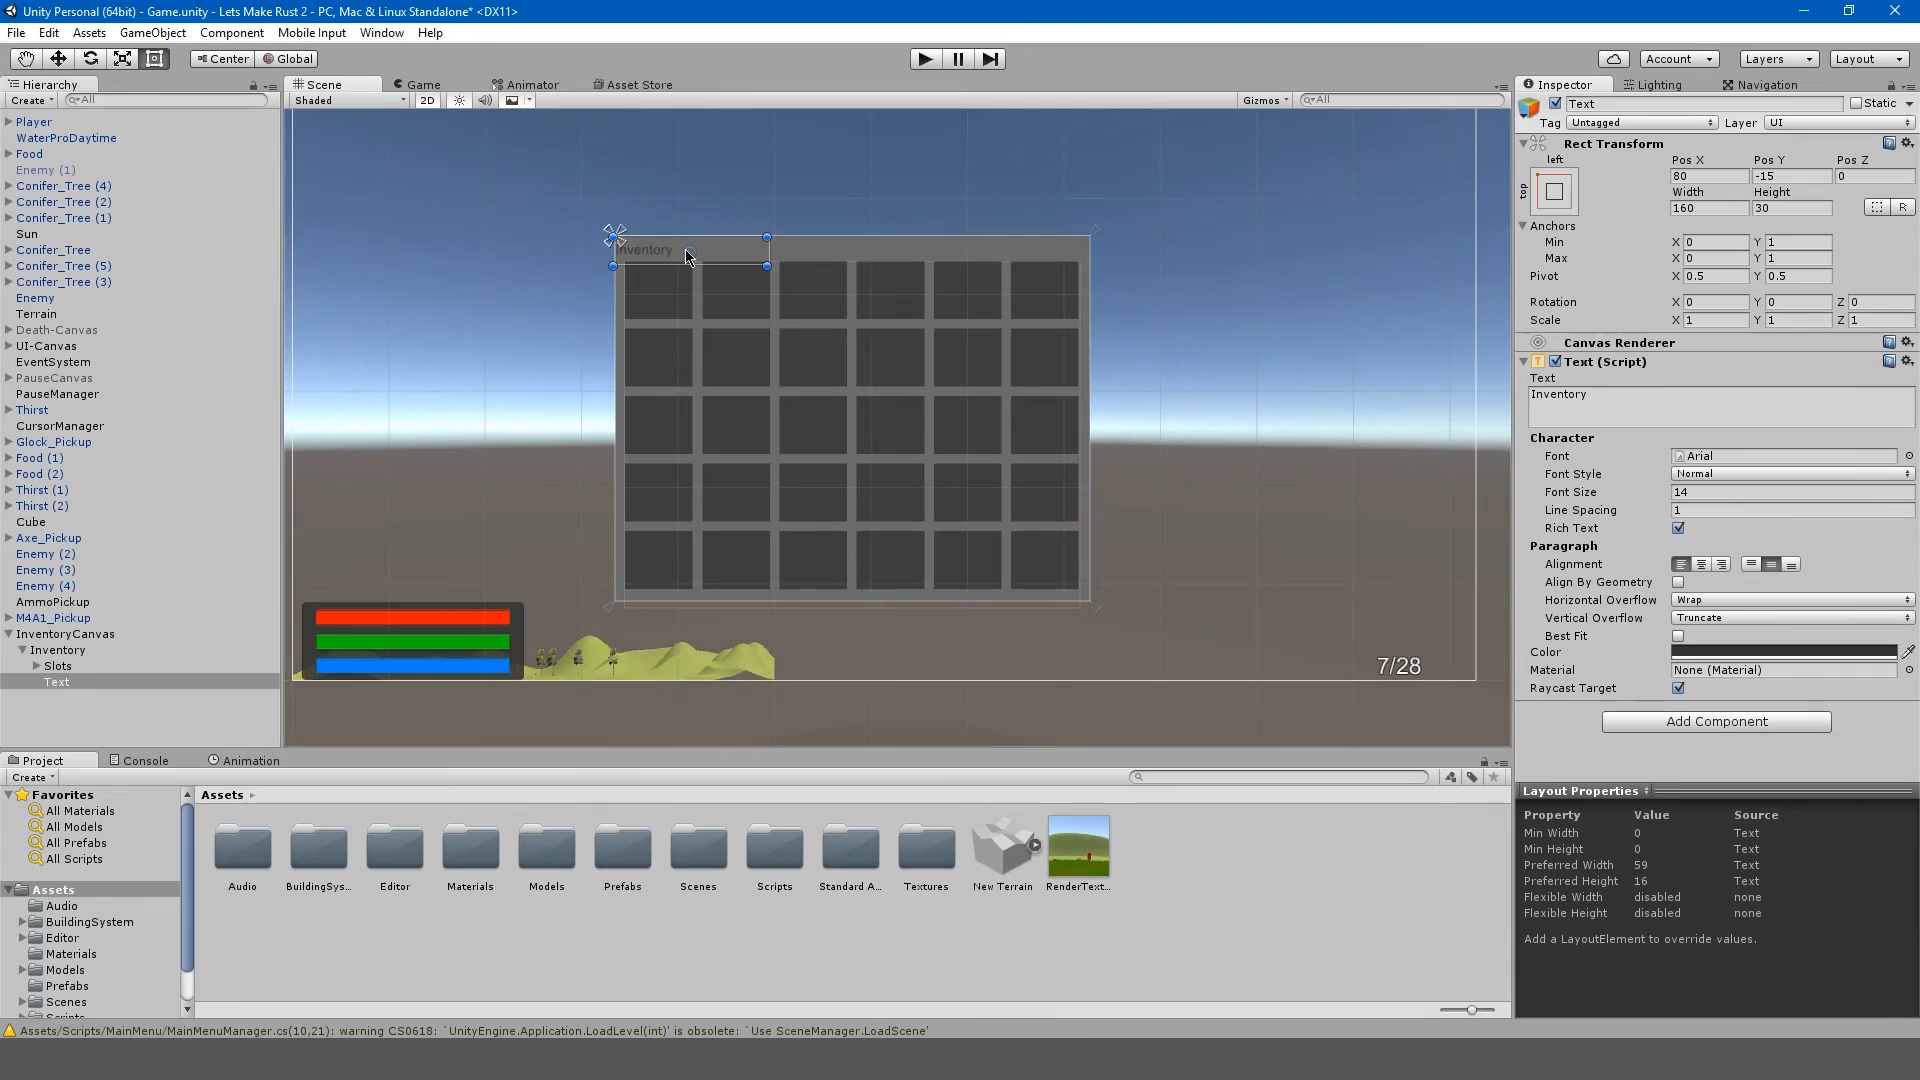 Unity Personal (64bit) - Game.unity - Lets Make Rust 2 - PC, Mac & Linux Standalone* <DX11>
File Edit Assets GameObject Component Mobile Input Window Help
Center Global Account Layers Layout
Hierarchy
Create All
Player
WaterProDaytime
Food
Enemy (1)
Conifer_Tree (4)
Conifer_Tree (2)
Conifer_Tree (1)
Sun
Conifer_Tree
Conifer_Tree (5)
Conifer_Tree (3)
Enemy
Terrain
Death-Canvas
UI-Canvas
EventSystem
PauseCanvas
PauseManager
Thirst
CursorManager
Glock_Pickup
Food (1)
Food (2)
Thirst (1)
Thirst (2)
Cube
Axe_Pickup
Enemy (2)
Enemy (3)
Enemy (4)
AmmoPickup
M4A1_Pickup
InventoryCanvas
Inventory
Slots
Text
Scene Game Animator Asset Store
Shaded 2D Gizmos All
Inventory
7/28
Inspector Lighting Navigation
Text Static
Tag Untagged Layer UI
Rect Transform
left Pos X Pos Y Pos Z
top 80 -15 0
Width Height
160 30 R
Anchors
Min X 0 Y 1
Max X 0 Y 1
Pivot X 0.5 Y 0.5
Rotation X 0 Y 0 Z 0
Scale X 1 Y 1 Z 1
Canvas Renderer
Text (Script)
Text
Inventory
Character
Font Arial
Font Style Normal
Font Size 14
Line Spacing 1
Rich Text
Paragraph
Alignment
Align By Geometry
Horizontal Overflow Wrap
Vertical Overflow Truncate
Best Fit
Color
Material None (Material)
Raycast Target
Add Component
Layout Properties
Property Value Source
Min Width 0 Text
Min Height 0 Text
Preferred Width 59 Text
Preferred Height 16 Text
Flexible Width disabled none
Flexible Height disabled none
Add a LayoutElement to override values.
Project Console Animation
Create
Favorites
All Materials
All Models
All Prefabs
All Scripts
Assets
Audio
BuildingSystem
Editor
Materials
Models
Prefabs
Scenes
Scripts
Assets
Audio BuildingSys... Editor Materials Models Prefabs Scenes Scripts Standard A... Textures New Terrain RenderText...
Assets/Scripts/MainMenu/MainMenuManager.cs(10,21): warning CS0618: `UnityEngine.Application.LoadLevel(int)' is obsolete: `Use SceneManager.LoadScene'